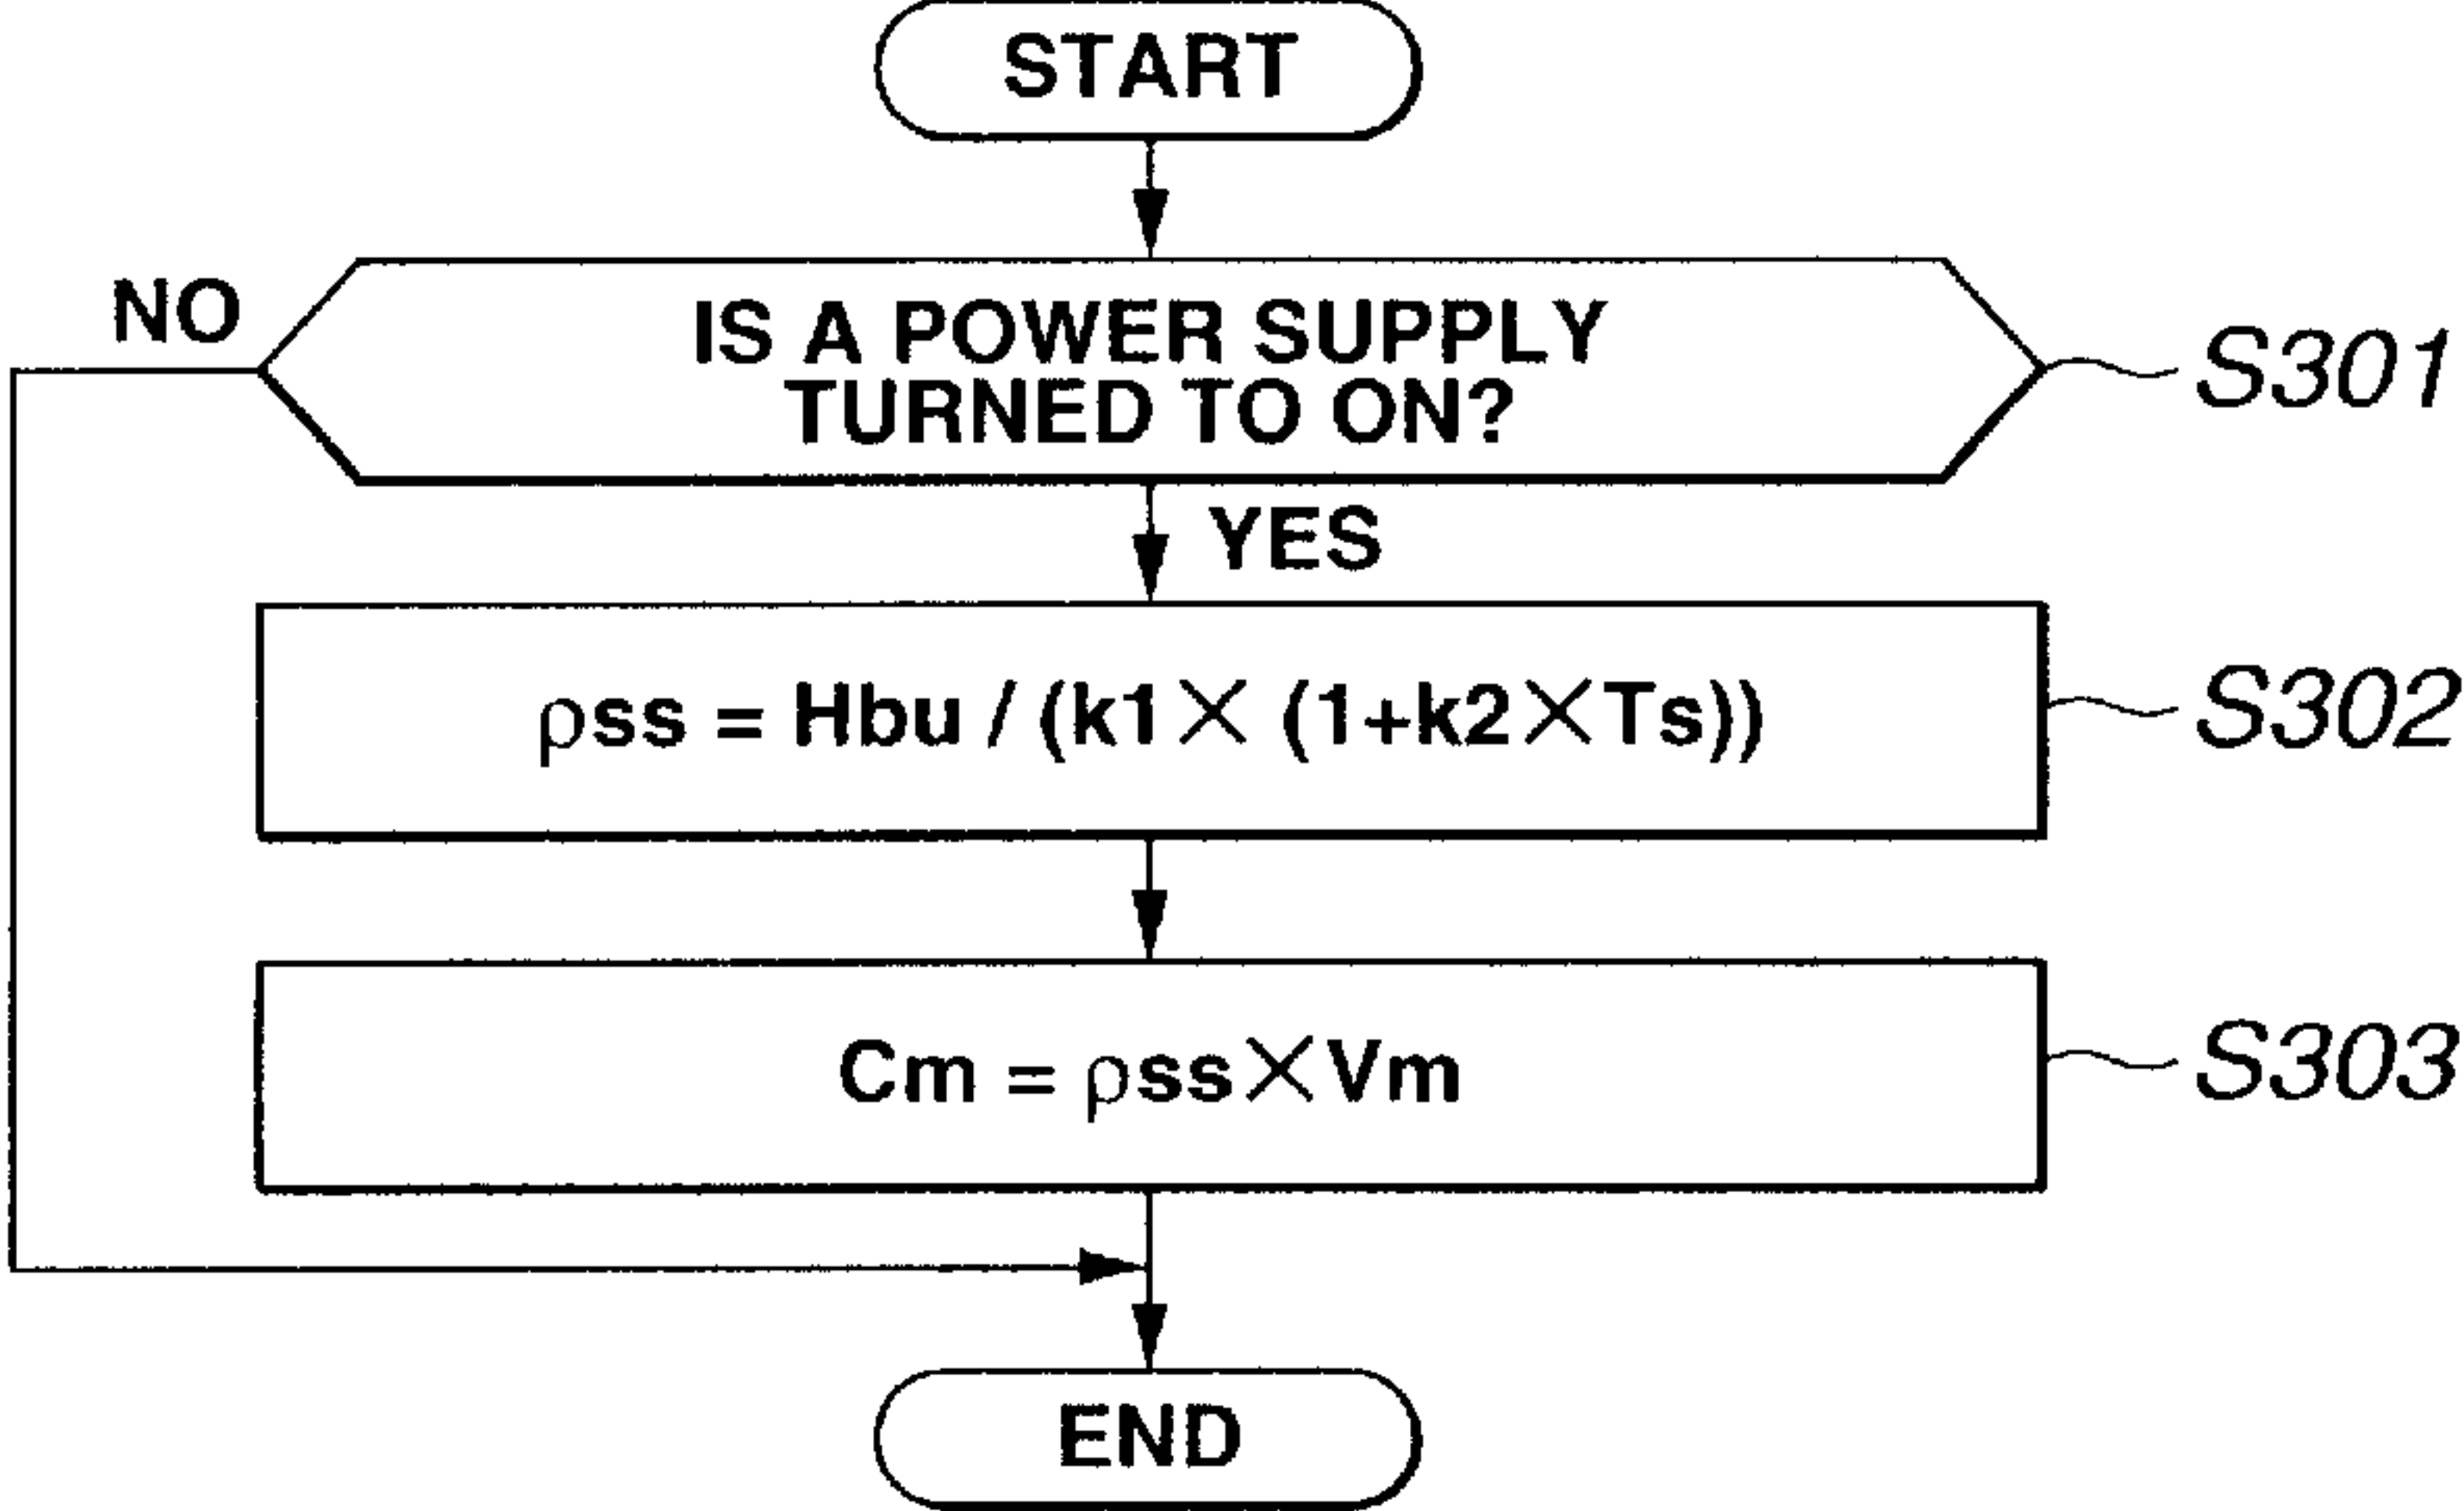 START
NO
IS A POWER SUPPLY
TURNED TO ON?
S301
YES
ρss = Hbu / (k1× (1+k2×Ts))
S302
Cm = ρss×Vm
S303
END